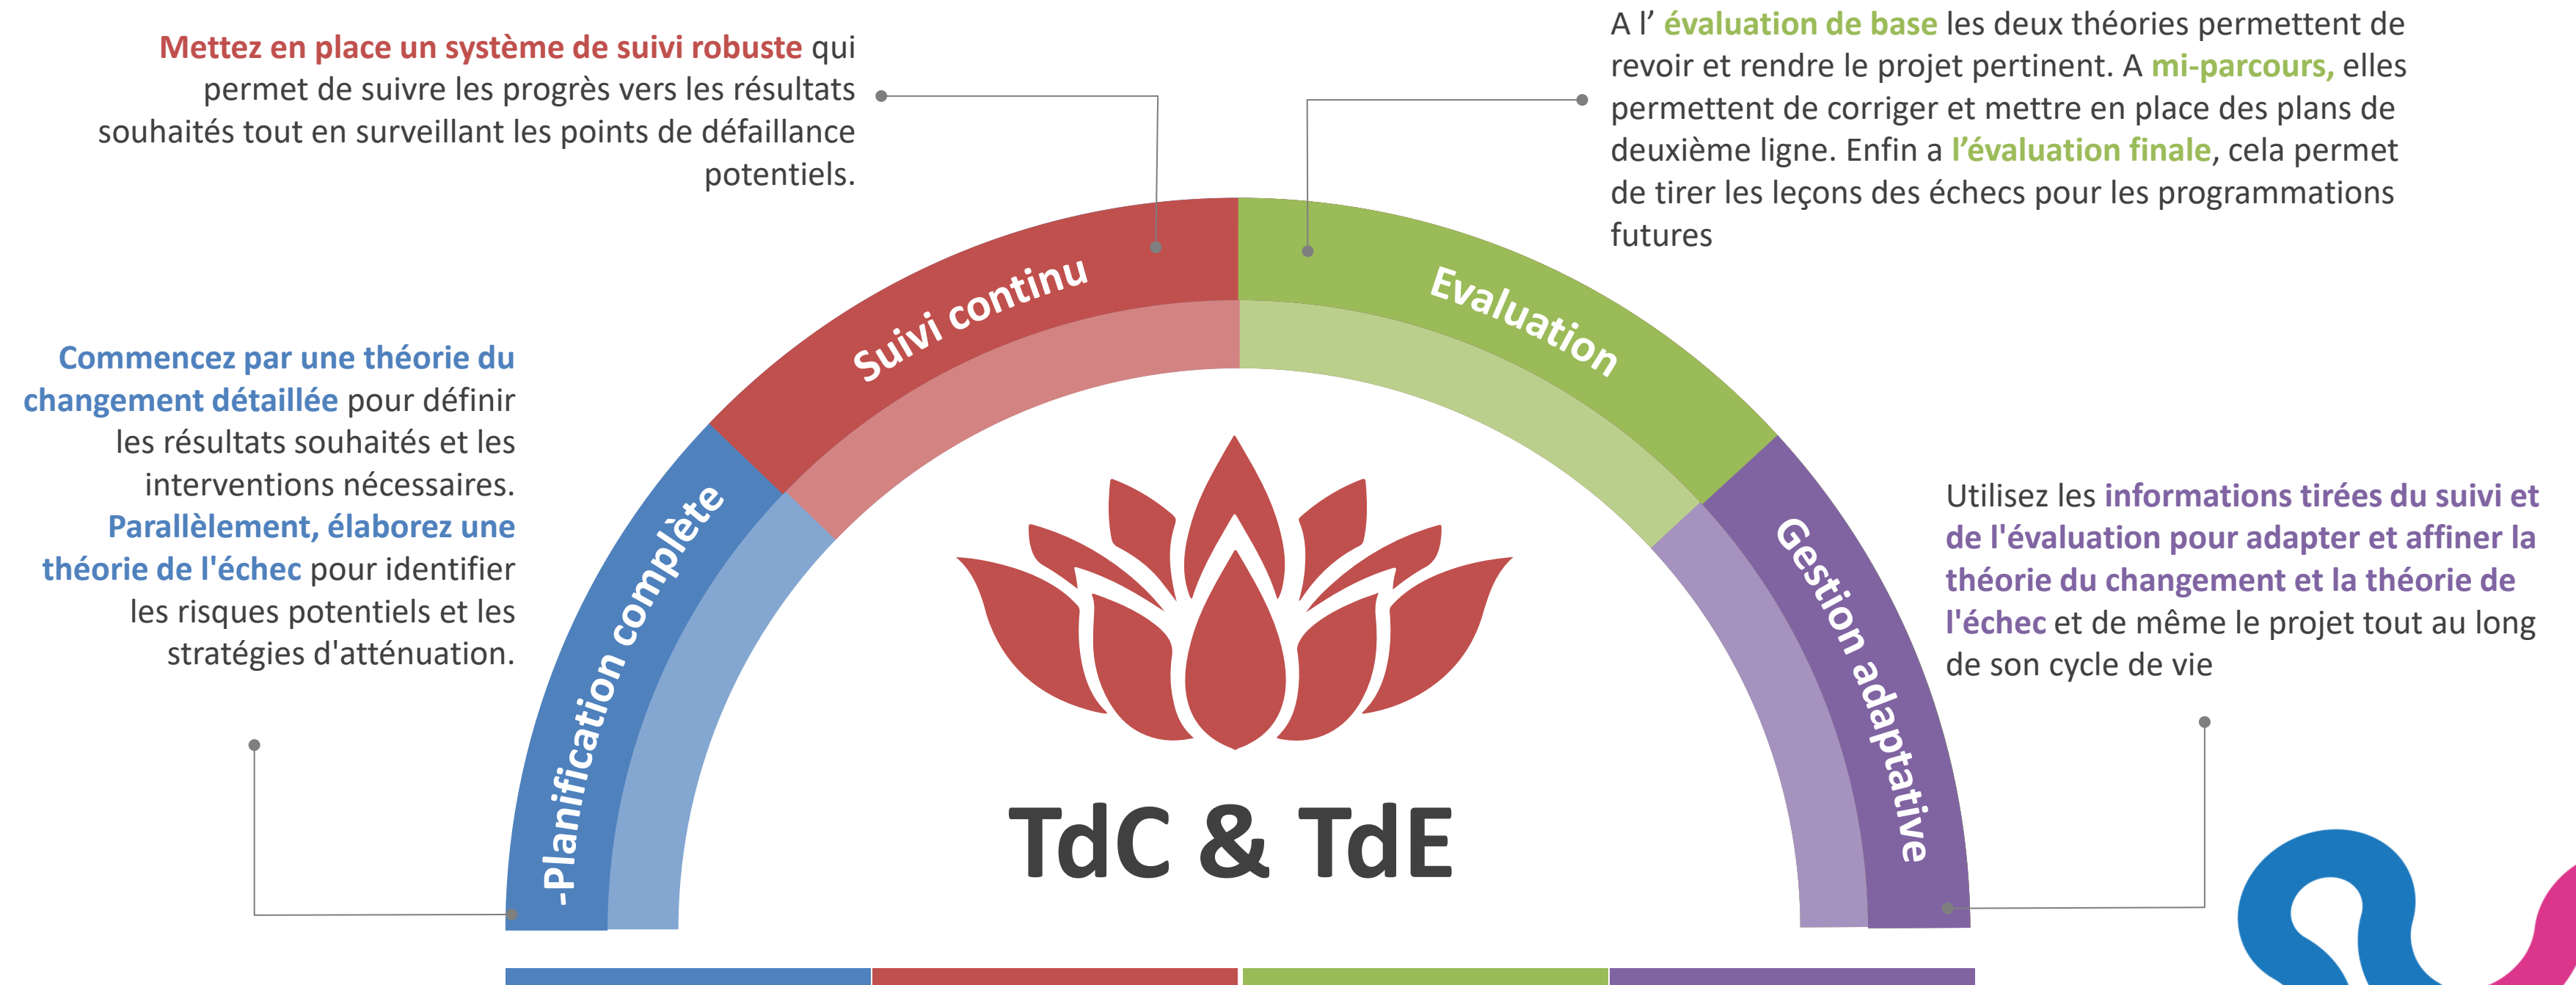 Mettez en place un système de suivi robuste qui
permet de suivre les progrès vers les résultats
souhaités tout en surveillant les points de défaillance
potentiels.
A l’ évaluation de base les deux théories permettent de
revoir et rendre le projet pertinent. A mi-parcours, elles
permettent de corriger et mettre en place des plans de
deuxième ligne. Enfin a l’évaluation finale, cela permet
de tirer les leçons des échecs pour les programmations
futures
Commencez par une théorie du
changement détaillée pour définir
les résultats souhaités et les
interventions nécessaires.
Parallèlement, élaborez une
théorie de l'échec pour identifier
les risques potentiels et les
stratégies d'atténuation.
-Planification complète
Suivi continu
Evaluation
Gestion adaptative
Utilisez les informations tirées du suivi et
de l'évaluation pour adapter et affiner la
théorie du changement et la théorie de
l'échec et de même le projet tout au long
de son cycle de vie
TdC & TdE